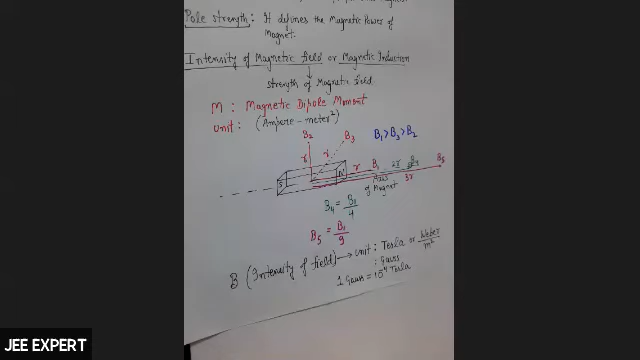 Pole strength: It defines the Magnetic Power of
Magnet.
Intensity of Magnetic field or Magnetic Induction
strength of Magnetic field.
M : Magnetic Dipole Moment
Unit: (Ampere-meter²)
B₂
B₃
B₁ > B₃ > B₂
r
r
S
N
r
B₁
2r
B₄
B₅
3r
Axis
of Magnet
B₄ = B₁/4
B₅ = B₁/9
B (Intensity of field) → Unit : Tesla or Weber/m²
: Gauss
1 Gauss = 10⁻⁴ Tesla
JEE EXPERT